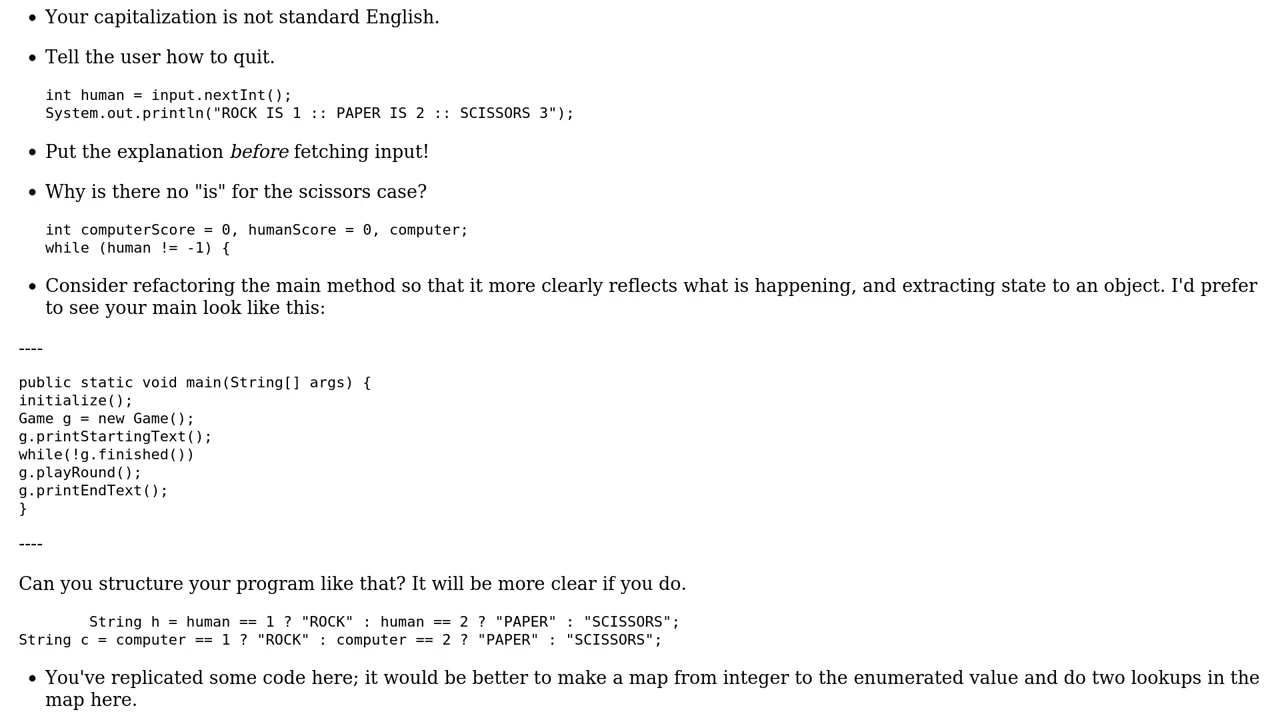 • Your capitalization is not standard English.
• Tell the user how to quit.
int human = input.nextInt();
System.out.println("ROCK IS 1 :: PAPER IS 2 :: SCISSORS 3");
• Put the explanation before fetching input!
• Why is there no "is" for the scissors case?
int computerScore = 0, humanScore = 0, computer;
while (human != -1) {
• Consider refactoring the main method so that it more clearly reflects what is happening, and extracting state to an object. I'd prefer
to see your main look like this:
----
public static void main(String[] args) {
initialize();
Game g = new Game();
g.printStartingText();
while(!g.finished())
g.playRound();
g.printEndText();
}
----
Can you structure your program like that? It will be more clear if you do.
        String h = human == 1 ? "ROCK" : human == 2 ? "PAPER" : "SCISSORS";
String c = computer == 1 ? "ROCK" : computer == 2 ? "PAPER" : "SCISSORS";
• You've replicated some code here; it would be better to make a map from integer to the enumerated value and do two lookups in the
map here.